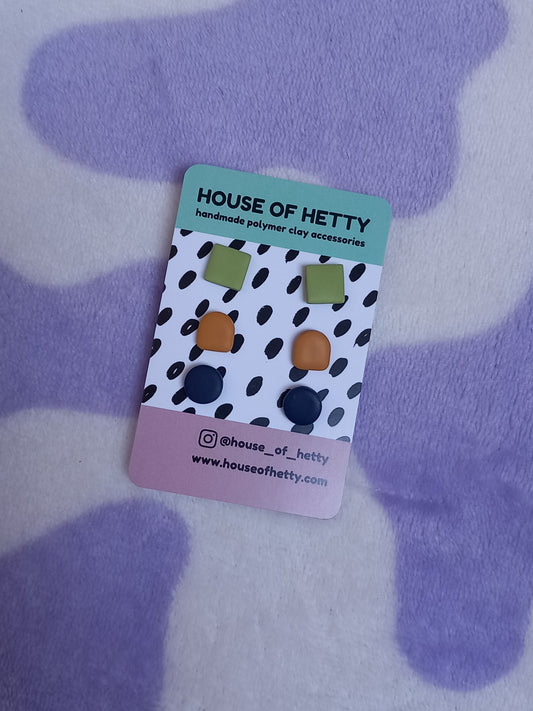 HOUSE OF HETTY
handmade polymer clay accessories
@house_of_hetty
www.houseofhetty.com